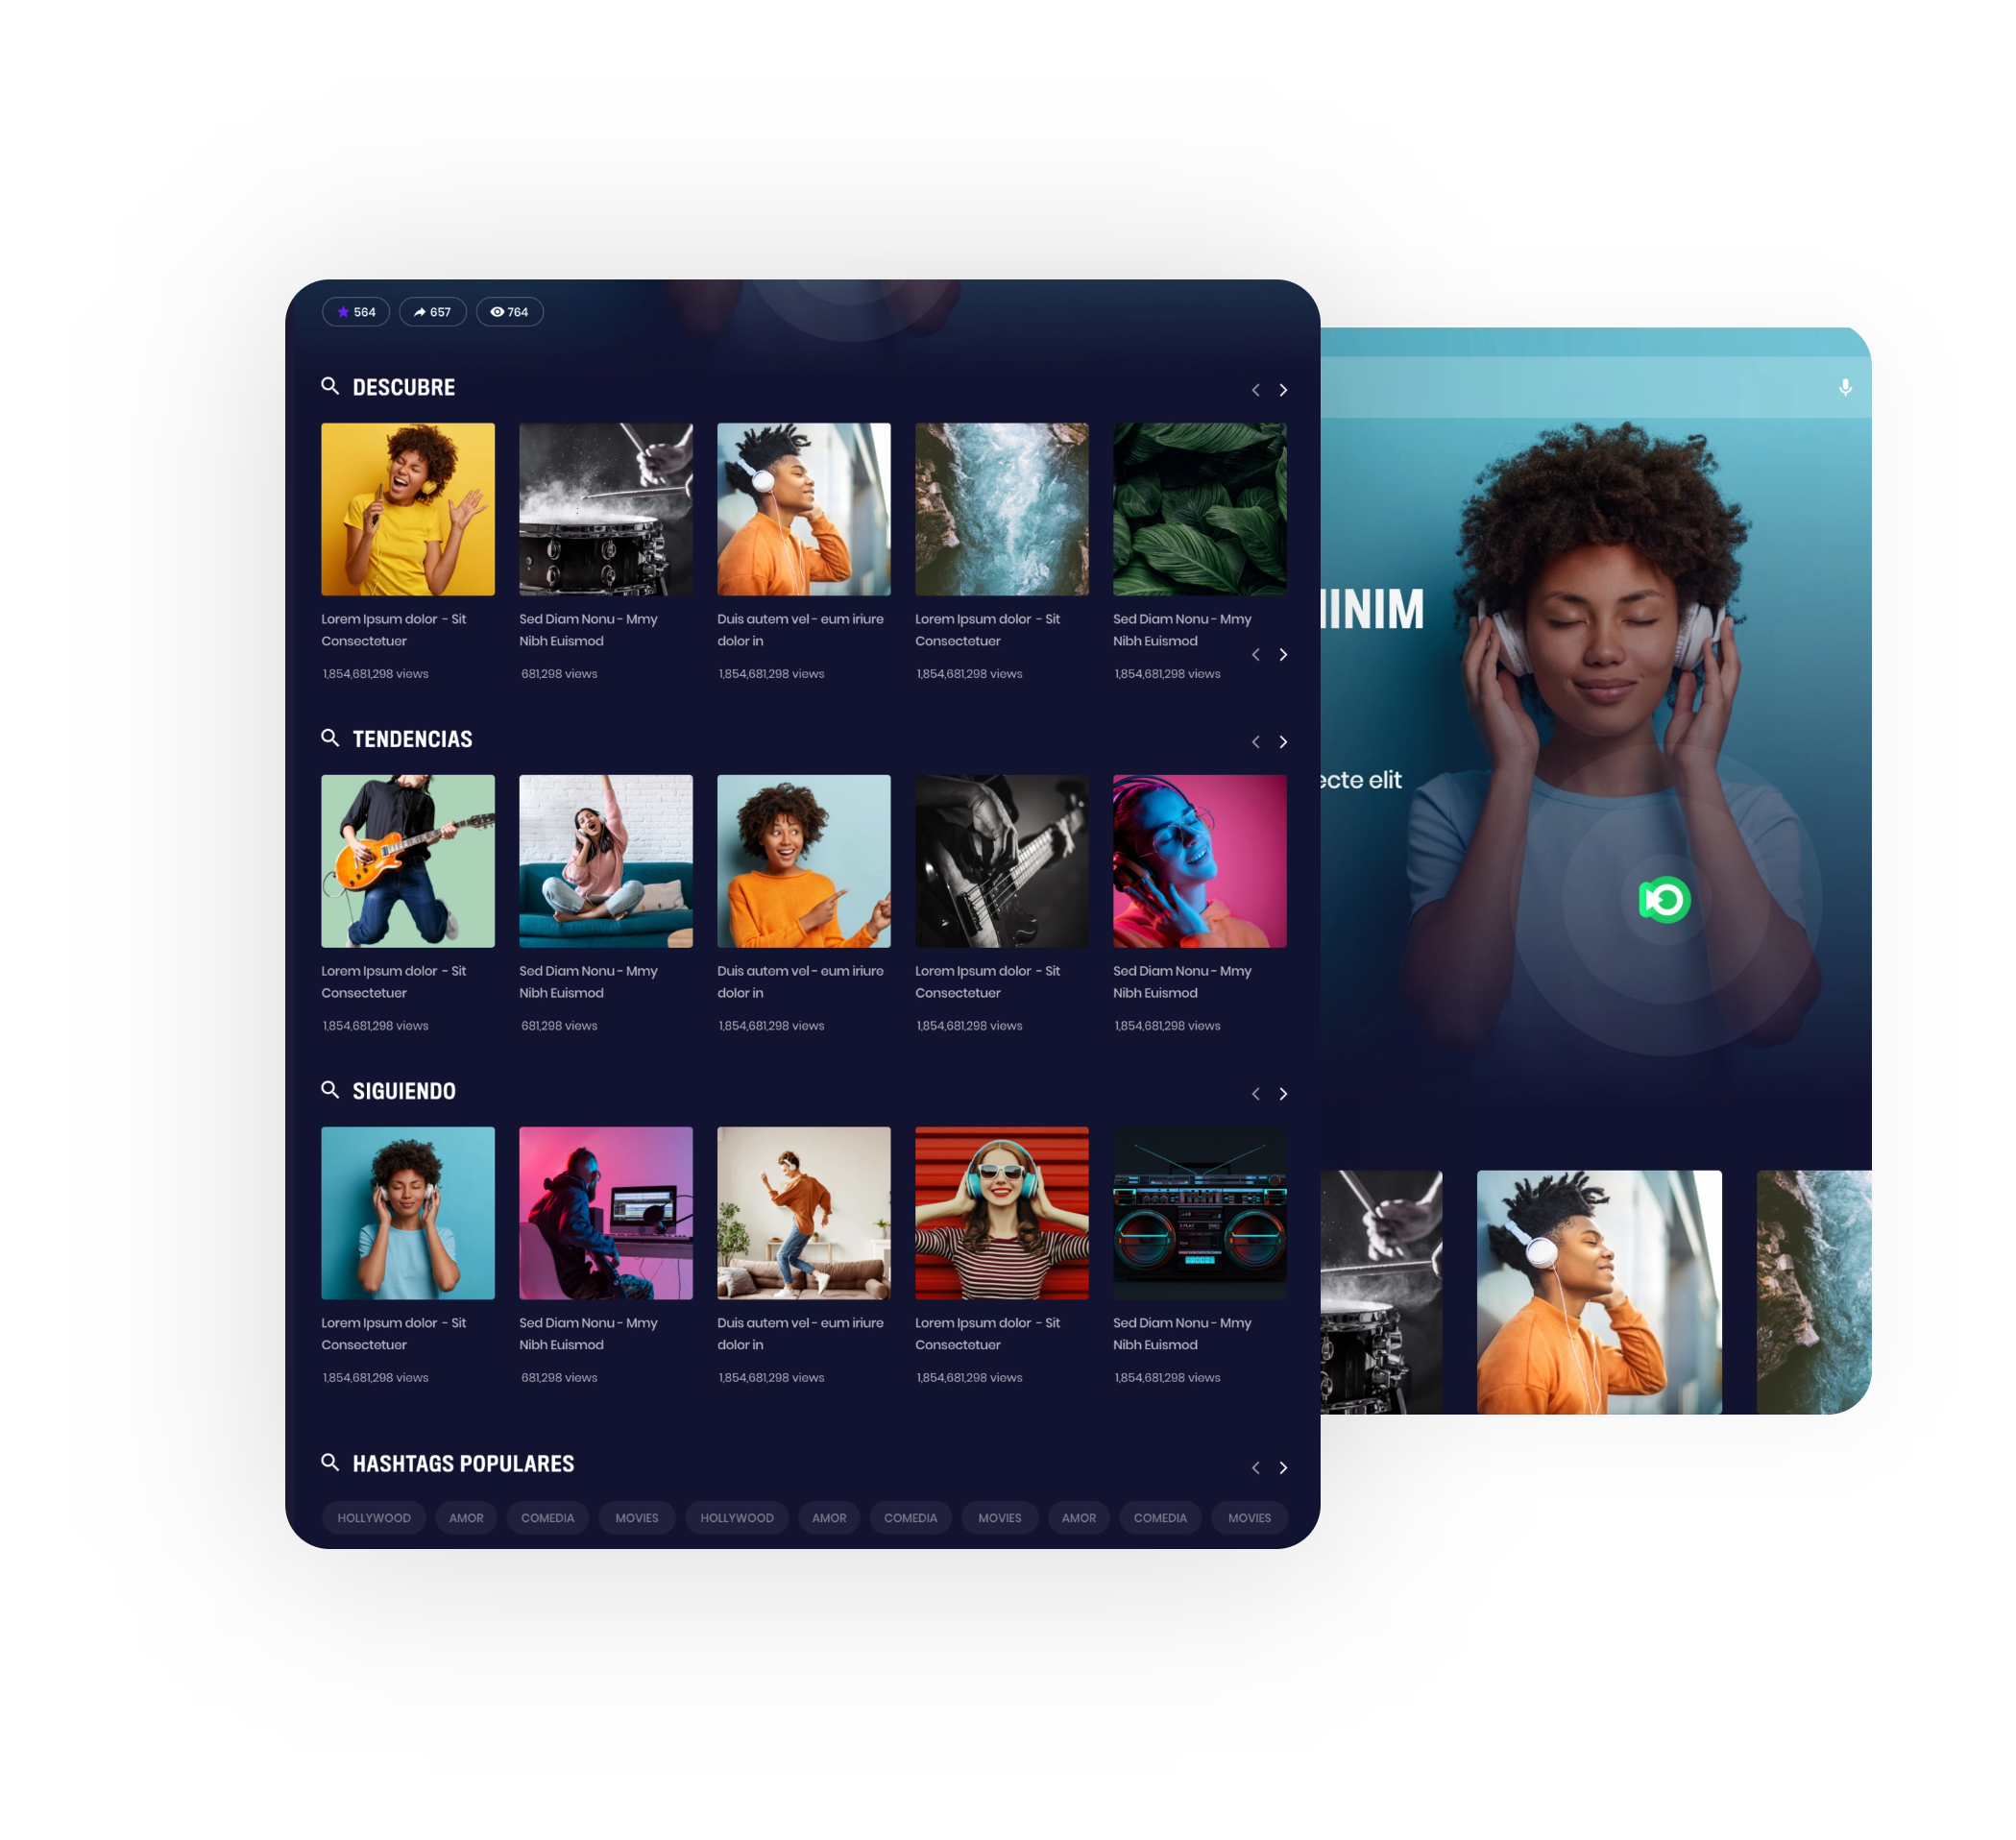 564 657 764
DESCUBRE
Lorem Ipsum dolor - Sit
Consectetuer
1,854,681,298 views
Sed Diam Nonu - Mmy
Nibh Euismod
681,298 views
Duis autem vel - eum iriure
dolor in
1,854,681,298 views
Lorem Ipsum dolor - Sit
Consectetuer
1,854,681,298 views
Sed Diam Nonu - Mmy
Nibh Euismod
1,854,681,298 views
TENDENCIAS
Lorem Ipsum dolor - Sit
Consectetuer
1,854,681,298 views
Sed Diam Nonu - Mmy
Nibh Euismod
681,298 views
Duis autem vel - eum iriure
dolor in
1,854,681,298 views
Lorem Ipsum dolor - Sit
Consectetuer
1,854,681,298 views
Sed Diam Nonu - Mmy
Nibh Euismod
1,854,681,298 views
SIGUIENDO
Lorem Ipsum dolor - Sit
Consectetuer
1,854,681,298 views
Sed Diam Nonu - Mmy
Nibh Euismod
681,298 views
Duis autem vel - eum iriure
dolor in
1,854,681,298 views
Lorem Ipsum dolor - Sit
Consectetuer
1,854,681,298 views
Sed Diam Nonu - Mmy
Nibh Euismod
1,854,681,298 views
HASHTAGS POPULARES
HOLLYWOOD AMOR COMEDIA MOVIES HOLLYWOOD AMOR COMEDIA MOVIES AMOR COMEDIA MOVIES
INIM
ecte elit